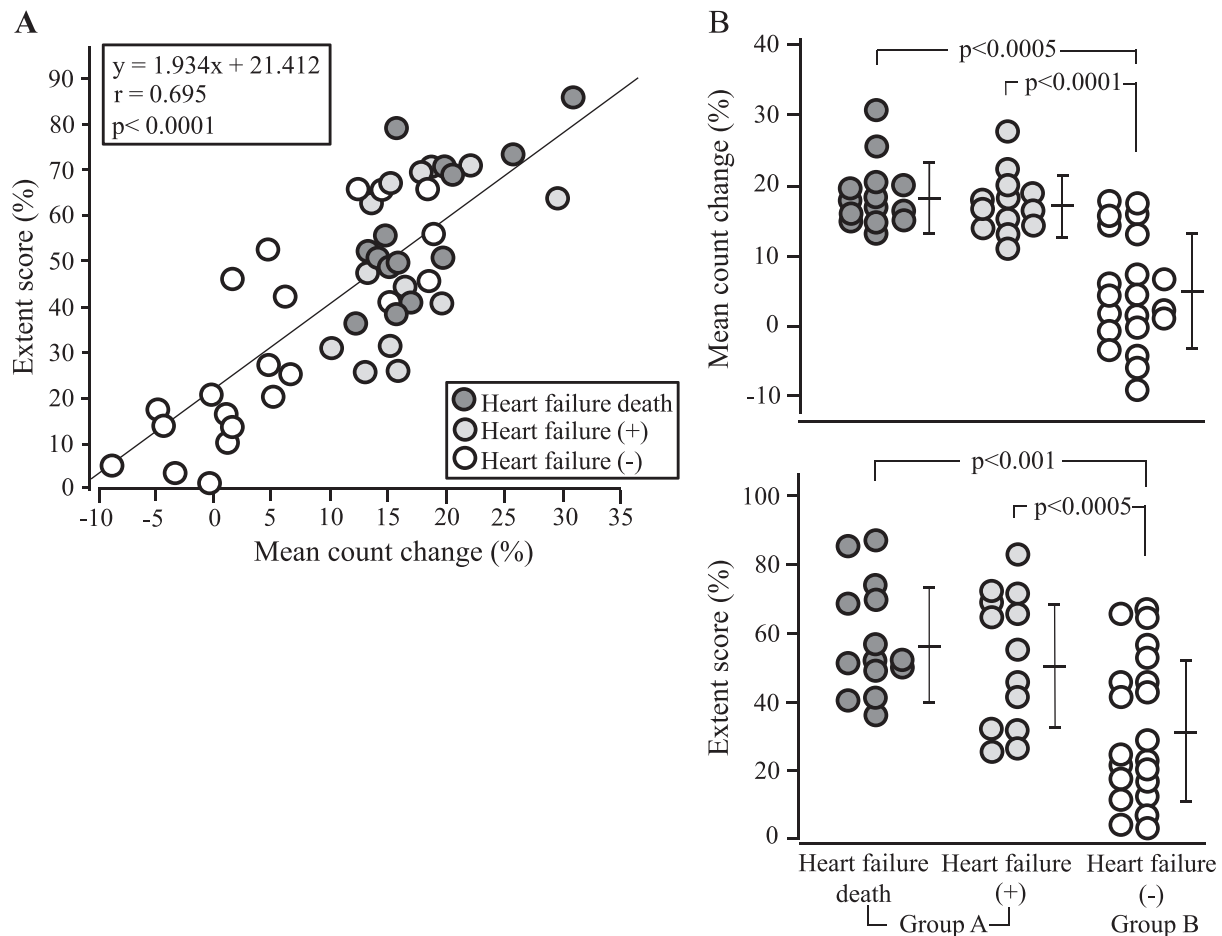 A
y = 1.934x + 21.412
r = 0.695
p< 0.0001
Extent score (%)
90
80
70
60
50
40
30
20
10
0
-10 -5 0 5 10 15 20 25 30 35
Mean count change (%)
Heart failure death
Heart failure (+)
Heart failure (-)
B
Mean count change (%)
40
30
20
10
0
-10
p<0.0005
p<0.0001
Extent score (%)
100
80
60
40
20
0
p<0.001
p<0.0005
Heart failure Heart failure Heart failure
death (+) (-)
Group A Group B